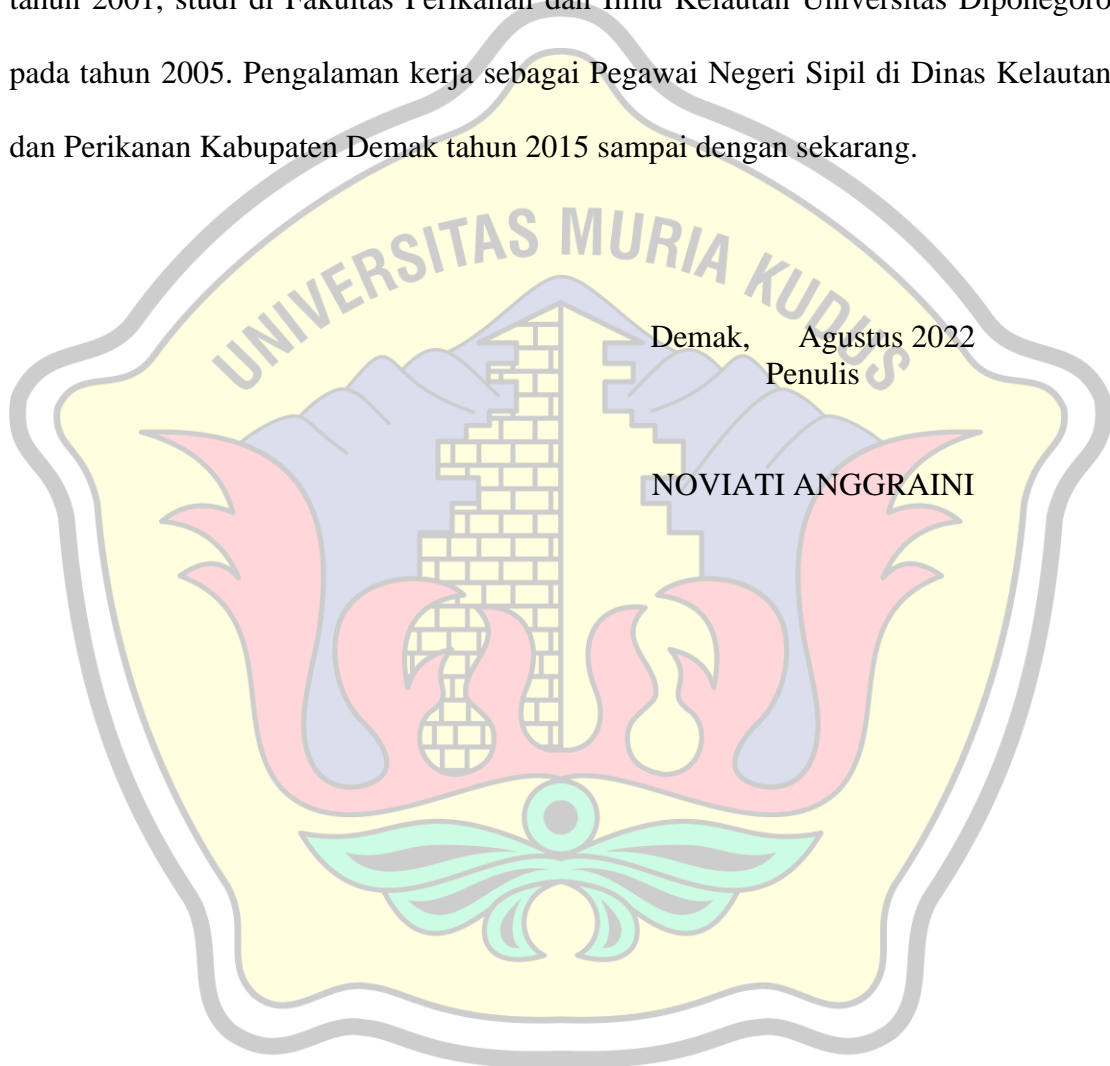 tahun 2001, studi di Fakultas Perikanan dan Ilmu Kelautan Universitas Diponegoro
pada tahun 2005. Pengalaman kerja sebagai Pegawai Negeri Sipil di Dinas Kelautan
dan Perikanan Kabupaten Demak tahun 2015 sampai dengan sekarang.
UNIVERSITAS MURIA KUDUS
Demak, Agustus 2022
Penulis
NOVIATI ANGGRAINI